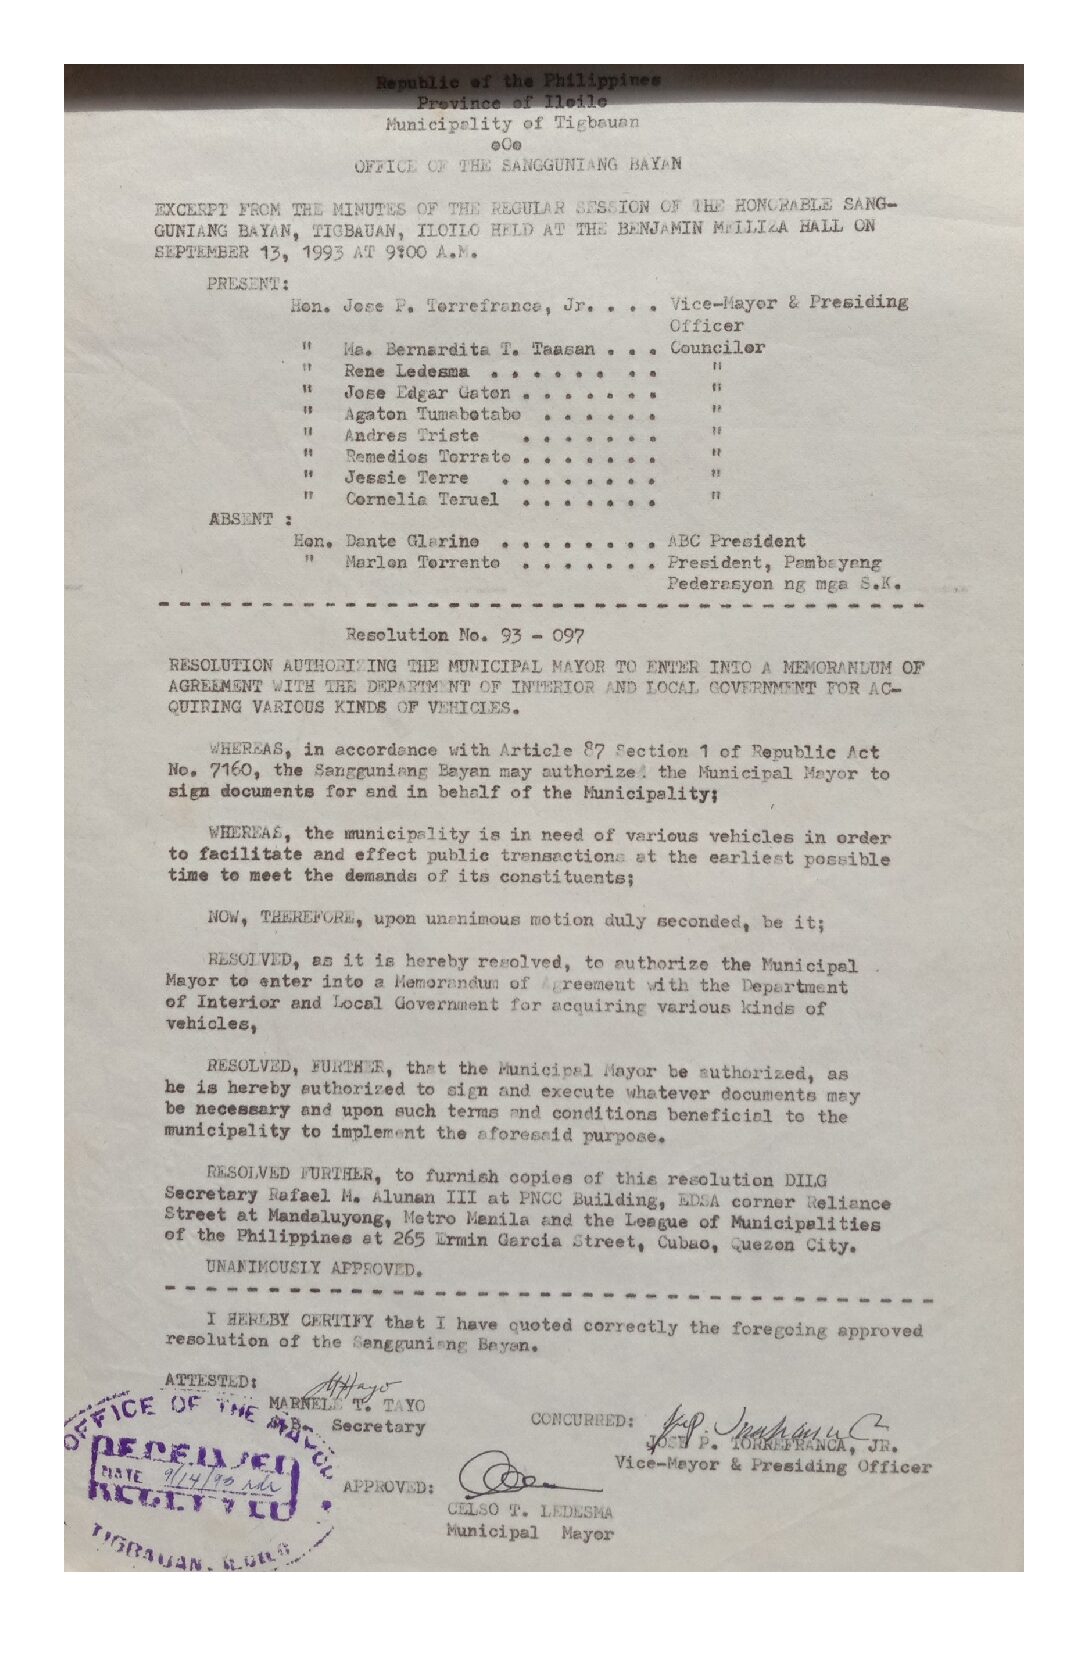 Republic of the Philippines
Province of Iloilo
Municipality of Tigbauan
oOo
OFFICE OF THE SANGGUNIANG BAYAN
EXCERPT FROM THE MINUTES OF THE REGULAR SESSION OF THE HONORABLE SANG-
GUNIANG BAYAN, TIGBAUAN, ILOILO HELD AT THE BENJAMIN MELLIZA HALL ON
SEPTEMBER 13, 1993 AT 9:00 A.M.
PRESENT:
Hon. Jose P. Torrefranca, Jr. . . . Vice-Mayor & Presiding
Officer
" Ma. Bernardita T. Taasan . . . Councilor
" Rene Ledesma . . . . . . . . "
" Jose Edgar Gaton . . . . . . . "
" Agaton Tumabotabo . . . . . . "
" Andres Triste . . . . . . . "
" Remedios Torrato . . . . . . . "
" Jessie Terre . . . . . . . . "
" Cornelia Teruel . . . . . . . "
ABSENT :
Hon. Dante Glarino . . . . . . . . ABC President
" Marlon Torrento . . . . . . . President, Pambayang
Pederasyon ng mga S.K.
Resolution No. 93 - 097
RESOLUTION AUTHORIZING THE MUNICIPAL MAYOR TO ENTER INTO A MEMORANDUM OF
AGREEMENT WITH THE DEPARTMENT OF INTERIOR AND LOCAL GOVERNMENT FOR AC-
QUIRING VARIOUS KINDS OF VEHICLES.
WHEREAS, in accordance with Article 87 Section 1 of Republic Act
No. 7160, the Sangguniang Bayan may authorize the Municipal Mayor to
sign documents for and in behalf of the Municipality;
WHEREAS, the municipality is in need of various vehicles in order
to facilitate and effect public transactions at the earliest possible
time to meet the demands of its constituents;
NOW, THEREFORE, upon unanimous motion duly seconded, be it;
RESOLVED, as it is hereby resolved, to authorize the Municipal
Mayor to enter into a Memorandum of Agreement with the Department
of Interior and Local Government for acquiring various kinds of
vehicles,
RESOLVED, FURTHER, that the Municipal Mayor be authorized, as
he is hereby authorized to sign and execute whatever documents may
be necessary and upon such terms and conditions beneficial to the
municipality to implement the aforesaid purpose.
RESOLVED FURTHER, to furnish copies of this resolution DILG
Secretary Rafael M. Alunan III at PNCC Building, EDSA corner Reliance
Street at Mandaluyong, Metro Manila and the League of Municipalities
of the Philippines at 265 Ermin Garcia Street, Cubao, Quezon City.
UNANIMOUSLY APPROVED.
I HEREBY CERTIFY that I have quoted correctly the foregoing approved
resolution of the Sangguniang Bayan.
ATTESTED:
MARNELE T. TAYO
S.B. Secretary
CONCURRED:
JOSE P. TORREFRANCA, JR.
Vice-Mayor & Presiding Officer
APPROVED:
CELSO T. LEDESMA
Municipal Mayor
OFFICE OF THE MAYOR
RECEIVED
DATE 9/14/93
TIGBAUAN, ILOILO